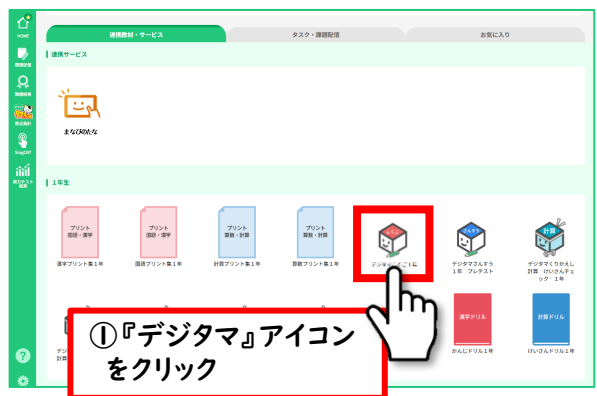 HOME
連携教材・サービス
タスク・課題配信
お気に入り
連携サービス
まなびのたな
SingCBT
1年生
プリント
国語・漢字
漢字プリント集1年
プリント
国語・漢字
国語プリント集1年
プリント
算数・計算
計算プリント集1年
プリント
算数・計算
算数プリント集1年
こくご
さんすう
デジタマさんすう
1年 プレテスト
計算
デジタマくりかえし
計算 けいさんチェ
ック 1年
漢字ドリル
かんじドリル1年
計算ドリル
けいさんドリル1年
①『デジタマ』アイコン
をクリック